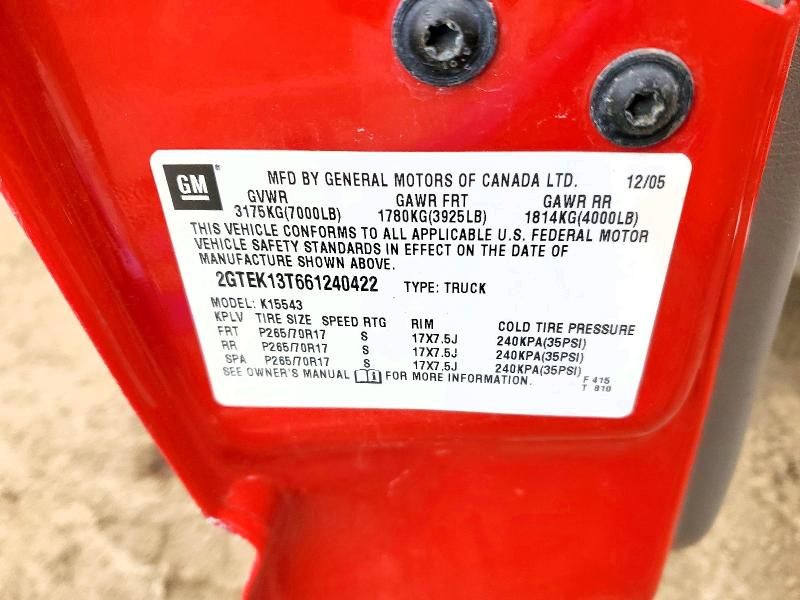 GM MFD BY GENERAL MOTORS OF CANADA LTD. 12/05
GVWR GAWR FRT GAWR RR
3175KG(7000LB) 1780KG(3925LB) 1814KG(4000LB)
THIS VEHICLE CONFORMS TO ALL APPLICABLE U.S. FEDERAL MOTOR
VEHICLE SAFETY STANDARDS IN EFFECT ON THE DATE OF
MANUFACTURE SHOWN ABOVE.
2GTEK13T661240422 TYPE: TRUCK
MODEL: K15543
KPLV TIRE SIZE SPEED RTG RIM COLD TIRE PRESSURE
FRT P265/70R17 S 17X7.5J 240KPA(35PSI)
RR P265/70R17 S 17X7.5J 240KPA(35PSI)
SPA P265/70R17 S 17X7.5J 240KPA(35PSI)
SEE OWNER'S MANUAL FOR MORE INFORMATION. F 415
T 810